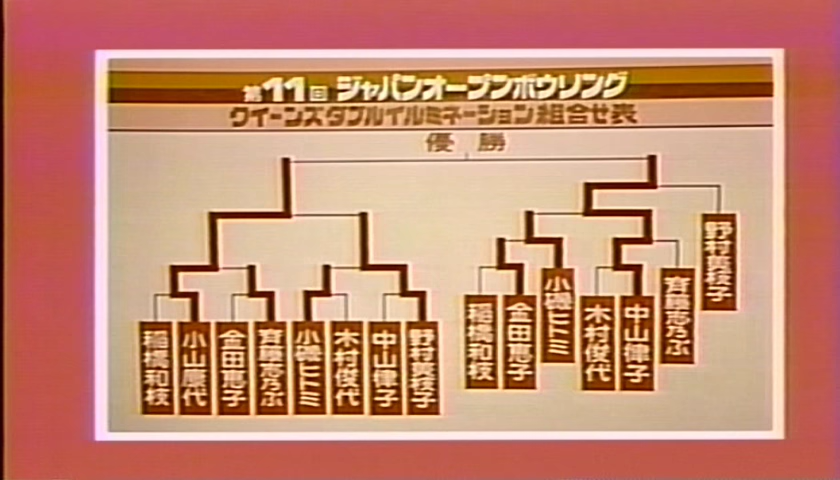 第11回 ジャパンオープンボウリング
クイーンズダブルイルミネーション組合せ表
優勝
稲橋和枝
小山康代
金田恵子
斉藤志乃ぶ
小磯ヒトミ
木村俊代
中山律子
野村美枝子
稲橋和枝
金田恵子
小磯ヒトミ
木村俊代
中山律子
斉藤志乃ぶ
野村美枝子